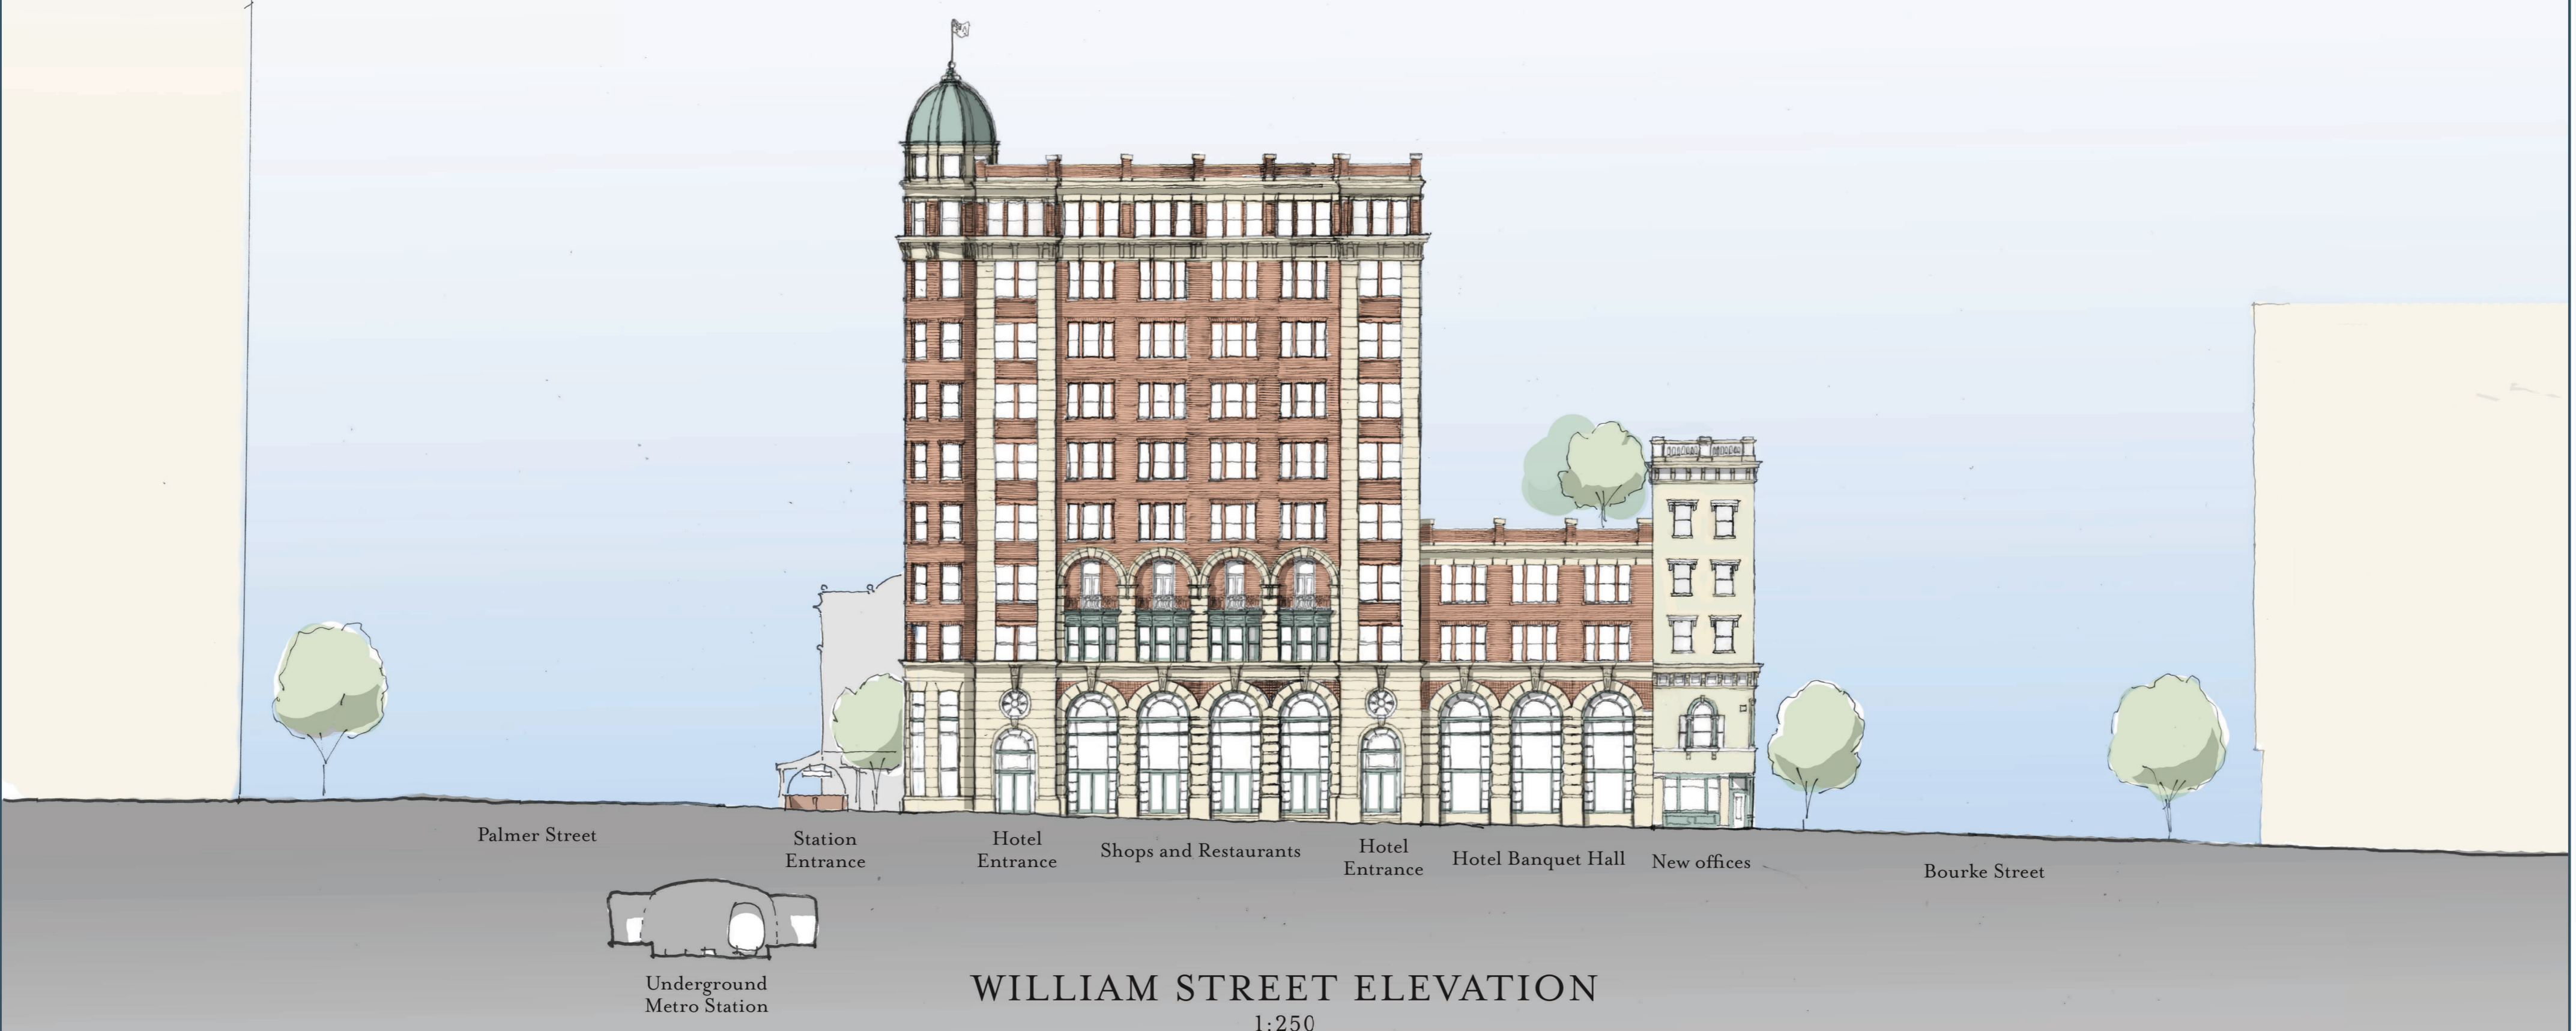 Palmer Street
Station
Entrance
Hotel
Entrance
Shops and Restaurants
Hotel
Entrance
Hotel Banquet Hall
New offices
Bourke Street
Underground
Metro Station
WILLIAM STREET ELEVATION
1:250